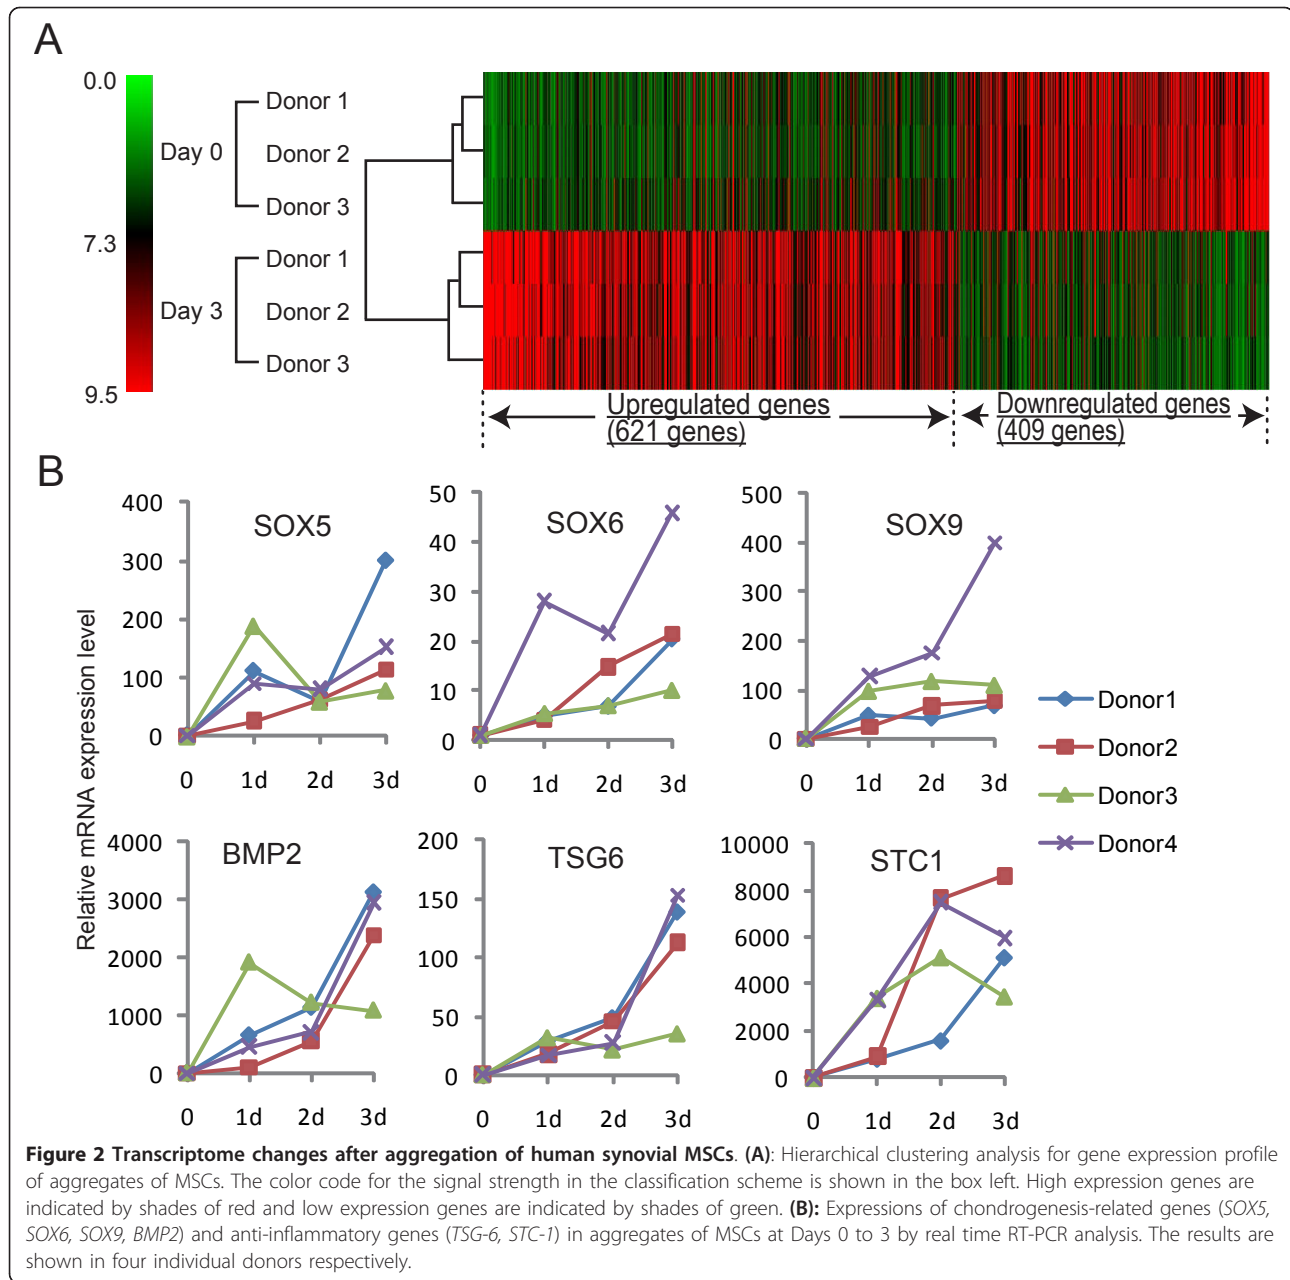 A
0.0
7.3
9.5
Day 0
Donor 1
Donor 2
Donor 3
Day 3
Donor 1
Donor 2
Donor 3
Upregulated genes
(621 genes)
Downregulated genes
(409 genes)
B
Relative mRNA expression level
SOX5
400
300
200
100
0
0 1d 2d 3d
SOX6
50
40
30
20
10
0
0 1d 2d 3d
SOX9
500
400
300
200
100
0
0 1d 2d 3d
Donor1
Donor2
Donor3
Donor4
BMP2
4000
3000
2000
1000
0
0 1d 2d 3d
TSG6
200
150
100
50
0
0 1d 2d 3d
STC1
10000
8000
6000
4000
2000
0
0 1d 2d 3d
Figure 2 Transcriptome changes after aggregation of human synovial MSCs. (A): Hierarchical clustering analysis for gene expression profile
of aggregates of MSCs. The color code for the signal strength in the classification scheme is shown in the box left. High expression genes are
indicated by shades of red and low expression genes are indicated by shades of green. (B): Expressions of chondrogenesis-related genes (SOX5,
SOX6, SOX9, BMP2) and anti-inflammatory genes (TSG-6, STC-1) in aggregates of MSCs at Days 0 to 3 by real time RT-PCR analysis. The results are
shown in four individual donors respectively.